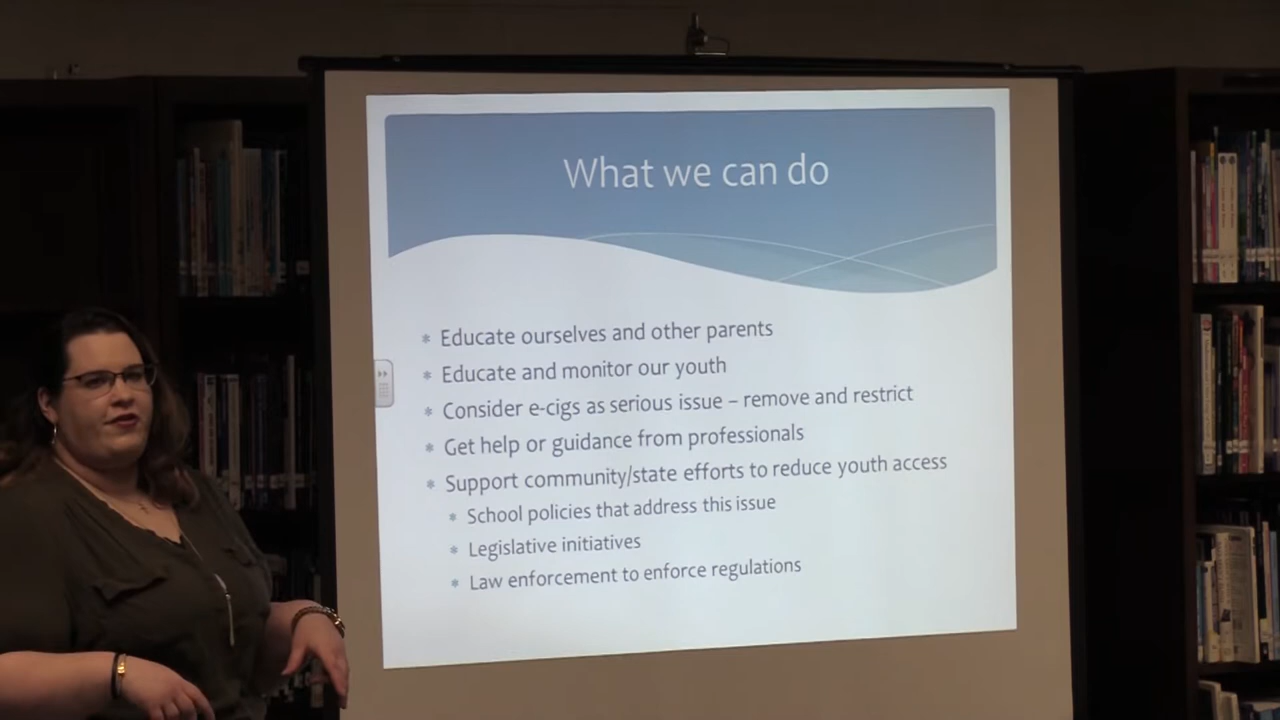 What we can do
* Educate ourselves and other parents
* Educate and monitor our youth
* Consider e-cigs as serious issue – remove and restrict
* Get help or guidance from professionals
* Support community/state efforts to reduce youth access
* School policies that address this issue
* Legislative initiatives
* Law enforcement to enforce regulations